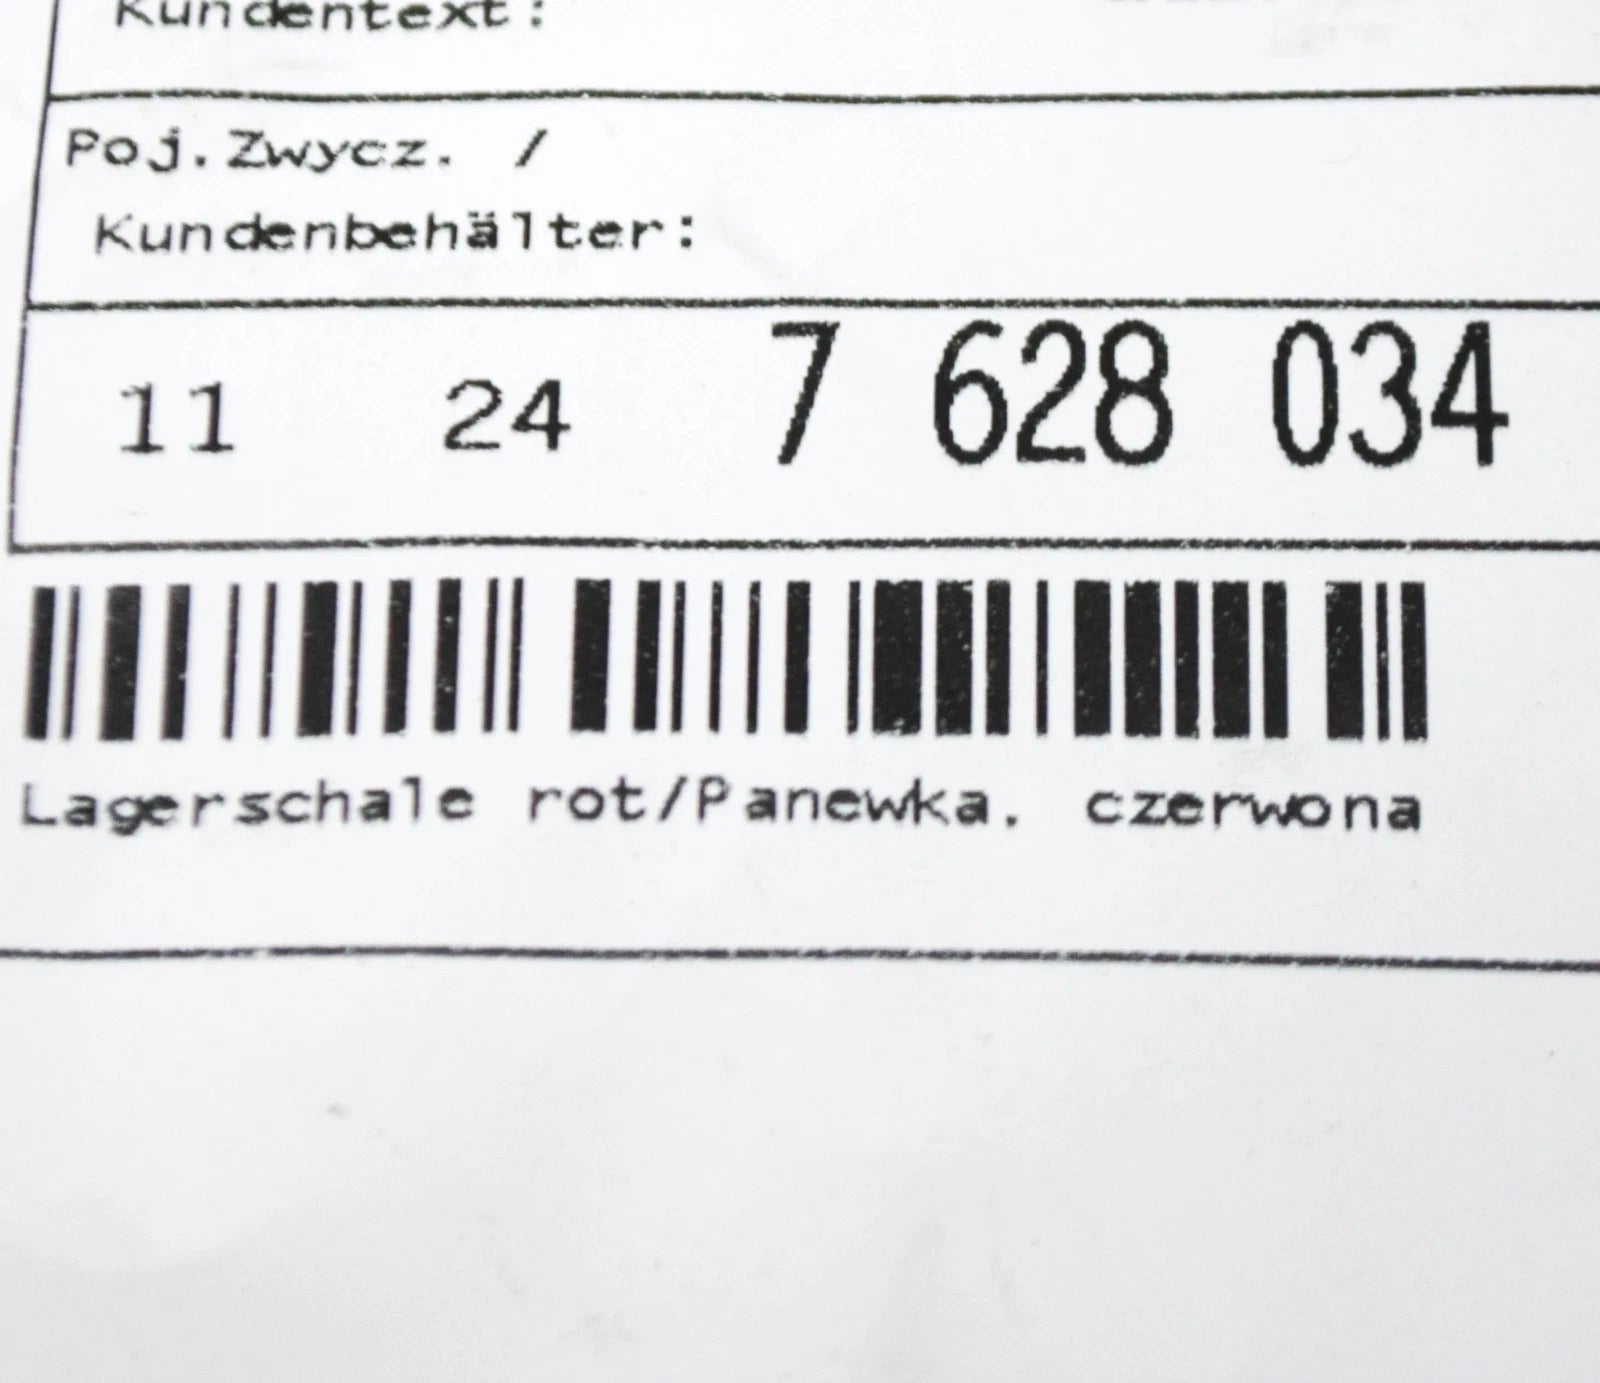 Kundentext:
Poj.Zwycz. /
Kundenbehälter:
11 24 7 628 034
Lagerschale rot/Panewka. czerwona